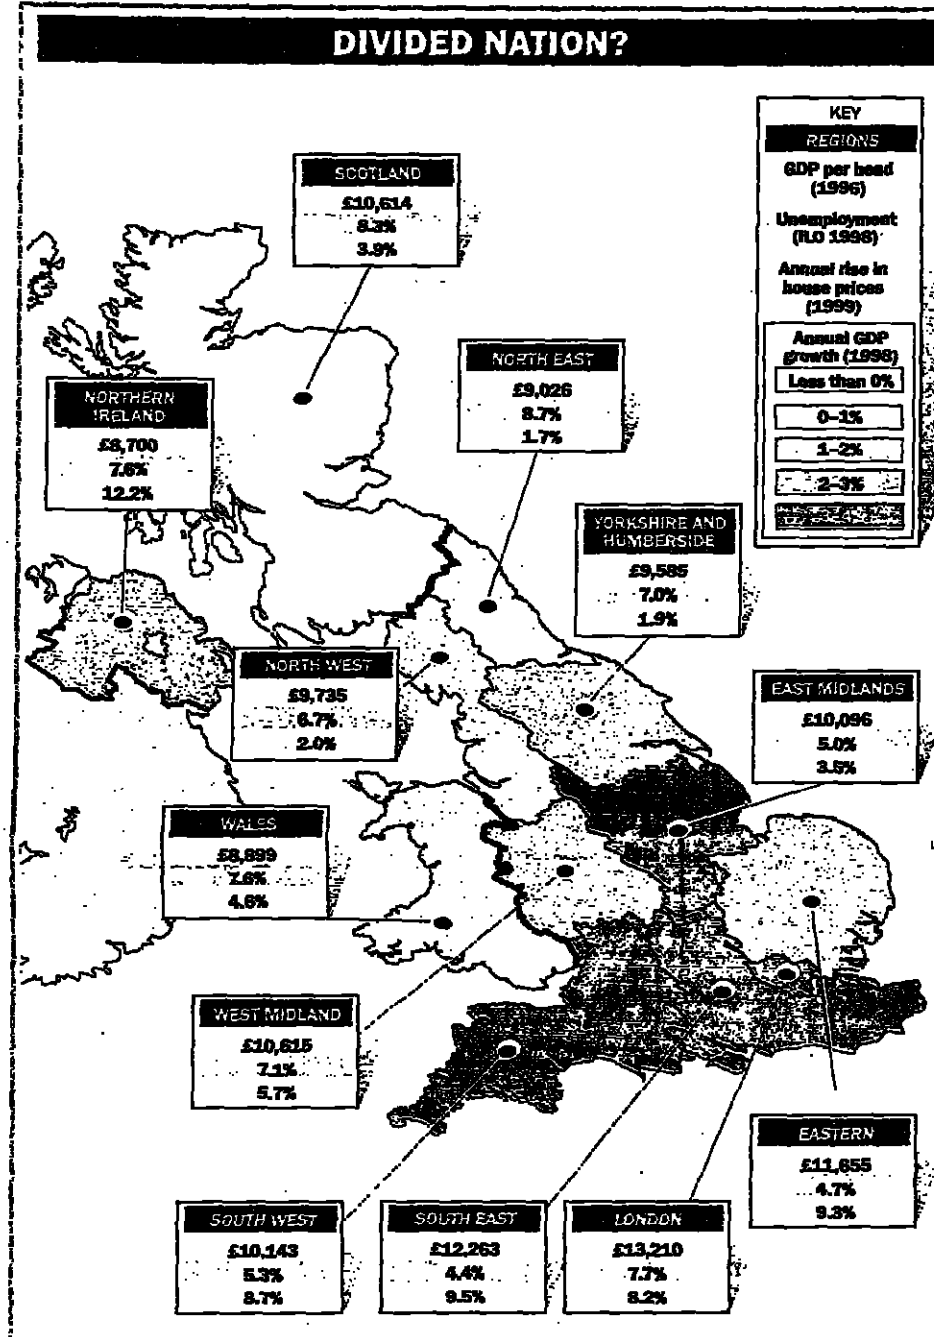 DIVIDED NATION?
KEY
REGIONS
GDP per head
(1996)
Unemployment
(ILO 1998)
Annual rise in
house prices
(1999)
Annual GDP
growth (1998)
Less than 0%
0–1%
1–2%
2–3%
SCOTLAND
£10,614
8.3%
3.9%
NORTH EAST
£9,026
8.7%
1.7%
NORTHERN
IRELAND
£8,700
7.6%
12.2%
YORKSHIRE AND
HUMBERSIDE
£9,585
7.0%
1.9%
NORTH WEST
£9,735
6.7%
2.0%
EAST MIDLANDS
£10,096
5.0%
3.5%
WALES
£8,899
7.6%
4.6%
WEST MIDLAND
£10,615
7.1%
5.7%
EASTERN
£11,655
4.7%
9.3%
SOUTH WEST
£10,143
5.3%
8.7%
SOUTH EAST
£12,263
4.4%
9.5%
LONDON
£13,210
7.7%
8.2%